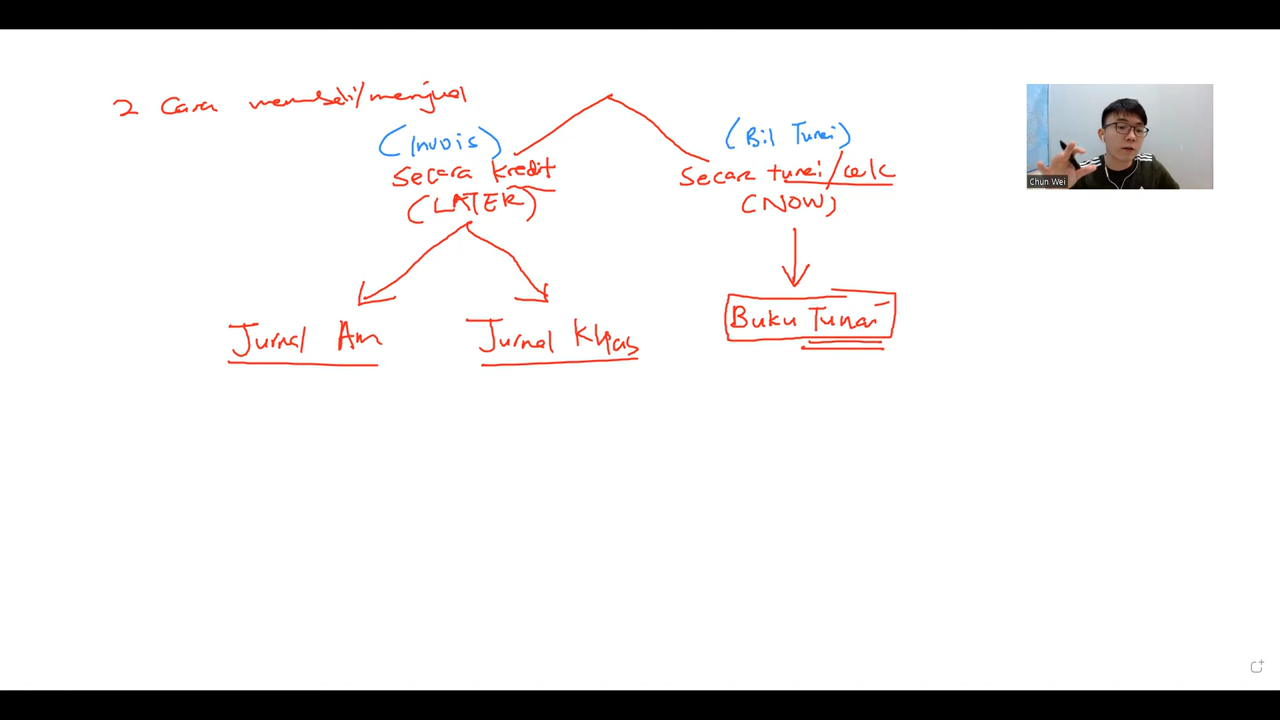 2 Cara membeli/menjual
(Invois)
Secara kredit
(LATER)
(Bil Tunai)
Secara tunai/cek
(NOW)
Jurnal Am
Jurnal Khas
Buku Tunai
Chun Wei